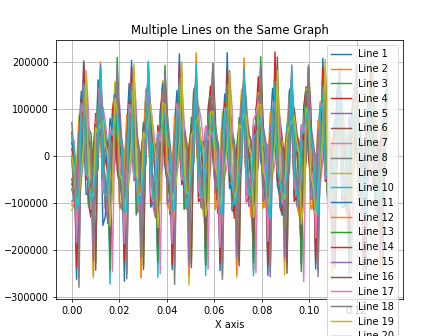 Multiple Lines on the Same Graph
200000
100000
0
−100000
−200000
−300000
0.00
0.02
0.04
0.06
0.08
0.10
X axis
Line 1
Line 2
Line 3
Line 4
Line 5
Line 6
Line 7
Line 8
Line 9
Line 10
Line 11
Line 12
Line 13
Line 14
Line 15
Line 16
Line 17
Line 18
Line 19
Line 20